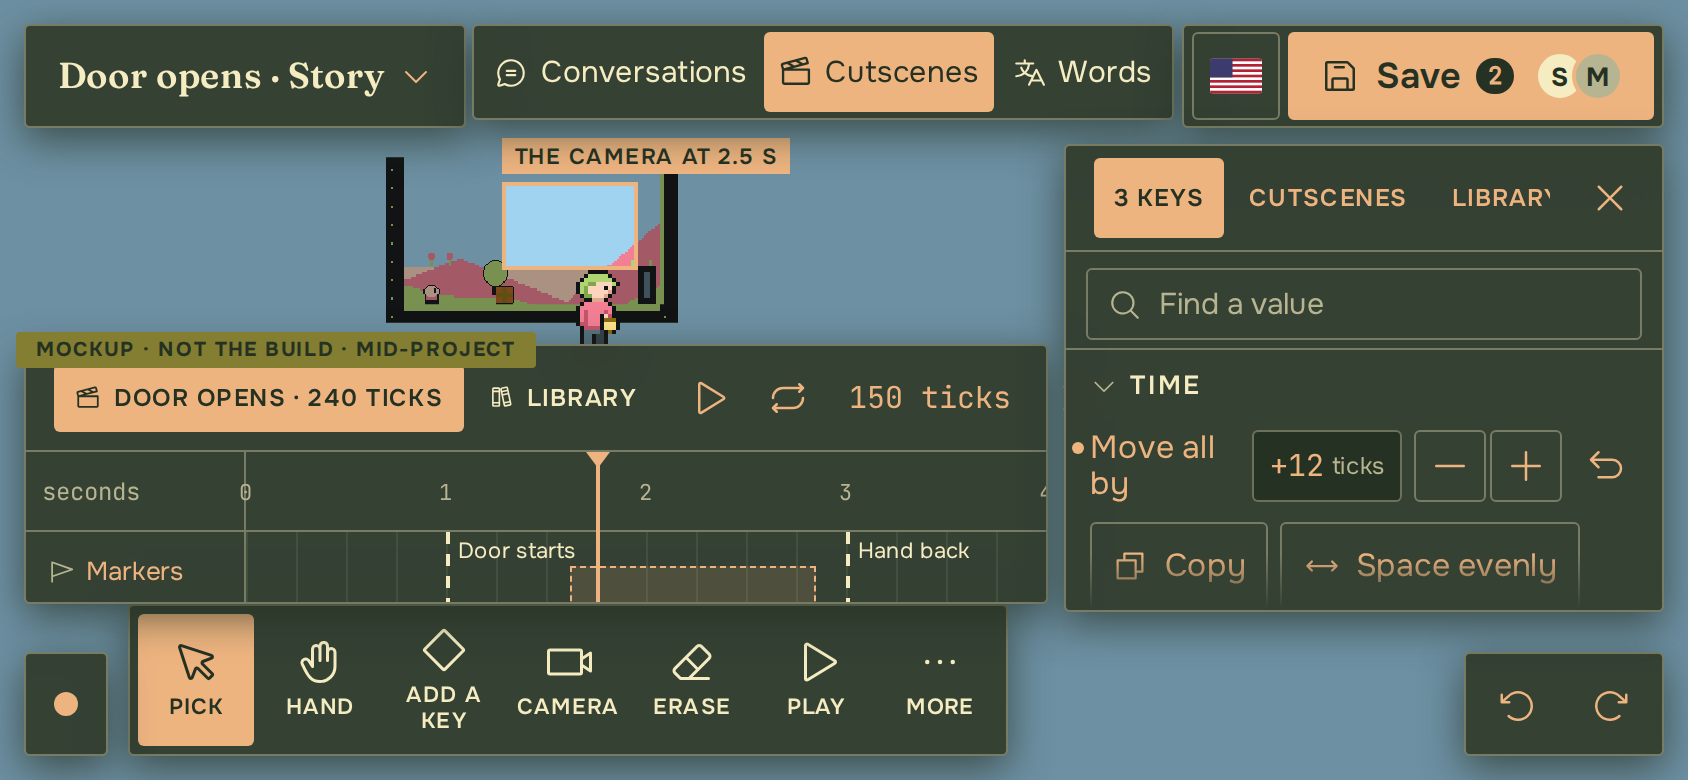 Door opens · Story
Conversations
Cutscenes
Words
Save 2 S M
THE CAMERA AT 2.5 S
3 KEYS
CUTSCENES
LIBRARY
Find a value
MOCKUP · NOT THE BUILD · MID-PROJECT
DOOR OPENS · 240 TICKS
LIBRARY
150 ticks
TIME
Move all
by
+12 ticks
seconds
0 1 2 3 4
Markers
Door starts
Hand back
Copy
Space evenly
PICK
HAND
ADD A
KEY
CAMERA
ERASE
PLAY
MORE